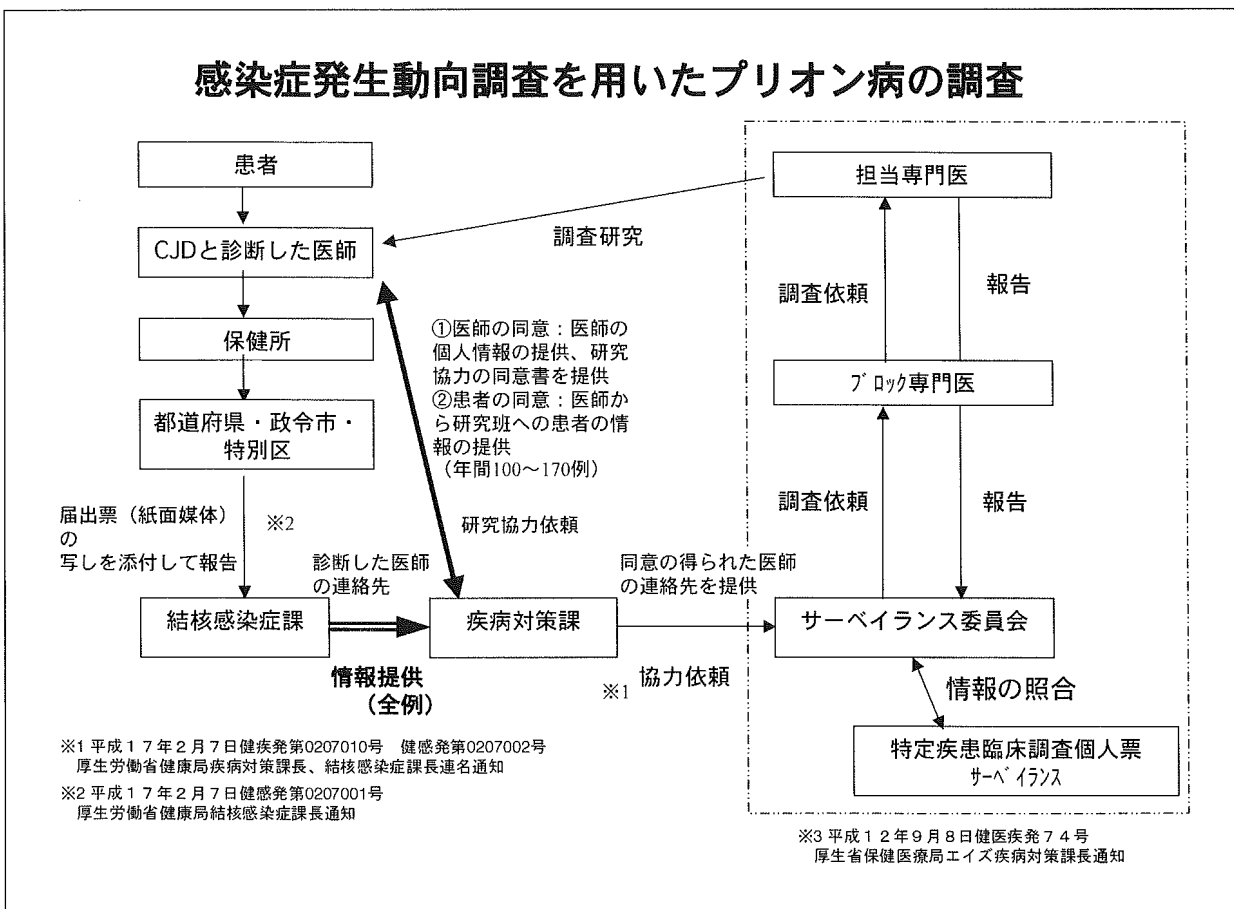 感染症発生動向調査を用いたプリオン病の調査
患者
CJDと診断した医師
保健所
都道府県・政令市・
特別区
届出票（紙面媒体）
の
写しを添付して報告
※2
結核感染症課
診断した医師
の連絡先
情報提供
（全例）
疾病対策課
①医師の同意：医師の
個人情報の提供、研究
協力の同意書を提供
②患者の同意：医師か
ら研究班への患者の情
報の提供
（年間100～170例）
研究協力依頼
調査研究
同意の得られた医師
の連絡先を提供
※1
協力依頼
担当専門医
調査依頼
報告
ﾌﾞﾛｯｸ専門医
調査依頼
報告
サーベイランス委員会
情報の照合
特定疾患臨床調査個人票
ｻｰﾍﾞｲﾗﾝｽ
※1 平成１７年２月７日健疾発第0207010号　健感発第0207002号
厚生労働省健康局疾病対策課長、結核感染症課長連名通知
※2 平成１７年２月７日健感発第0207001号
厚生労働省健康局結核感染症課長通知
※3 平成１２年９月８日健医疾発７４号
厚生省保健医療局エイズ疾病対策課長通知